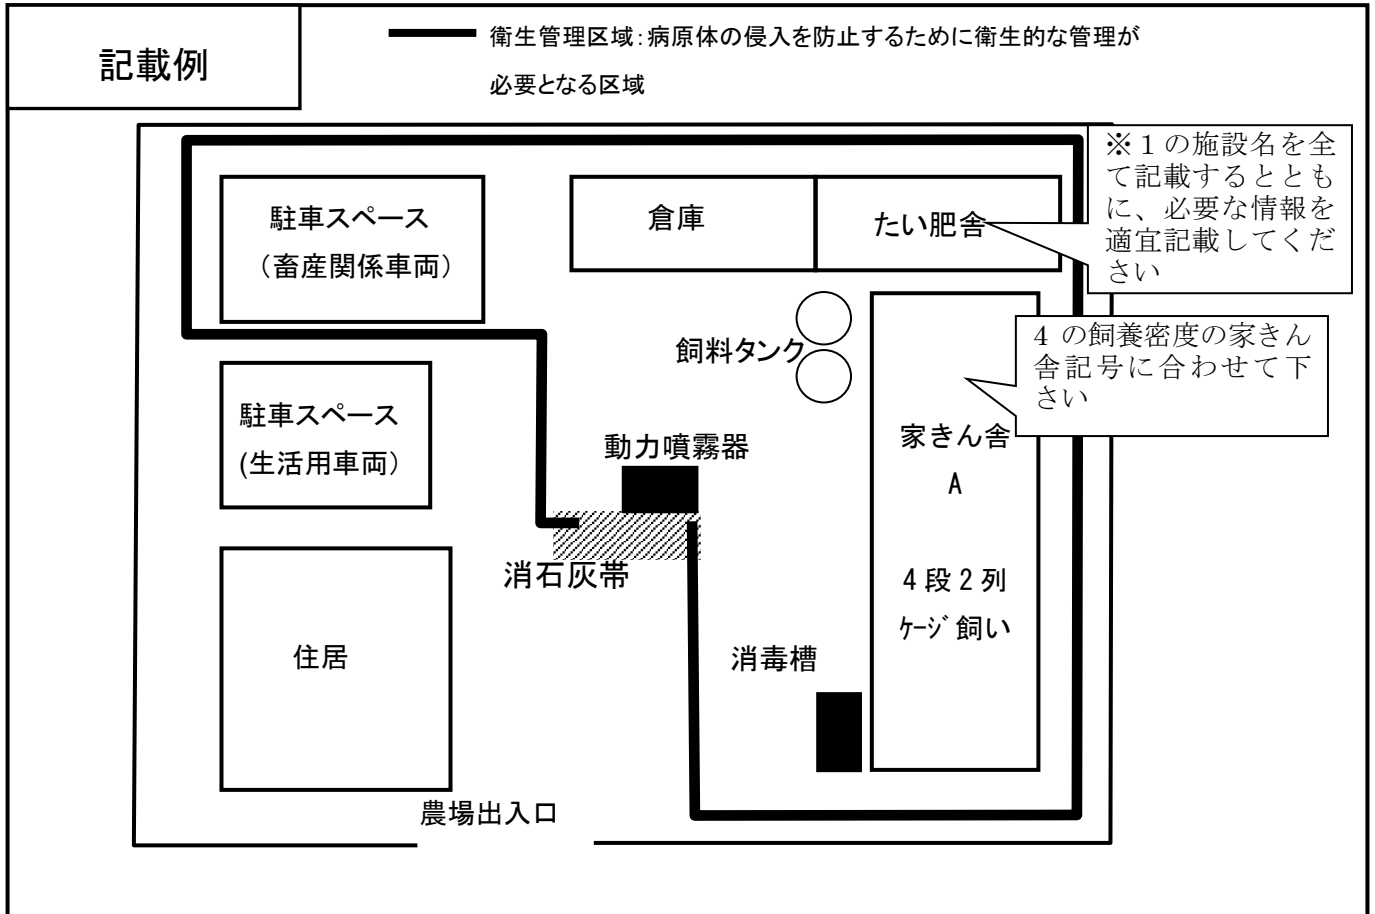 記載例
衛生管理区域：病原体の侵入を防止するために衛生的な管理が
必要となる区域
※１の施設名を全
て記載するととも
に、必要な情報を
適宜記載してくだ
さい
駐車スペース
（畜産関係車両）
倉庫
たい肥舎
飼料タンク
4 の飼養密度の家きん
舎記号に合わせて下
さい
駐車スペース
(生活用車両）
動力噴霧器
家きん舎
A
4段2列
ｹｰｼﾞ飼い
消石灰帯
住居
消毒槽
農場出入口